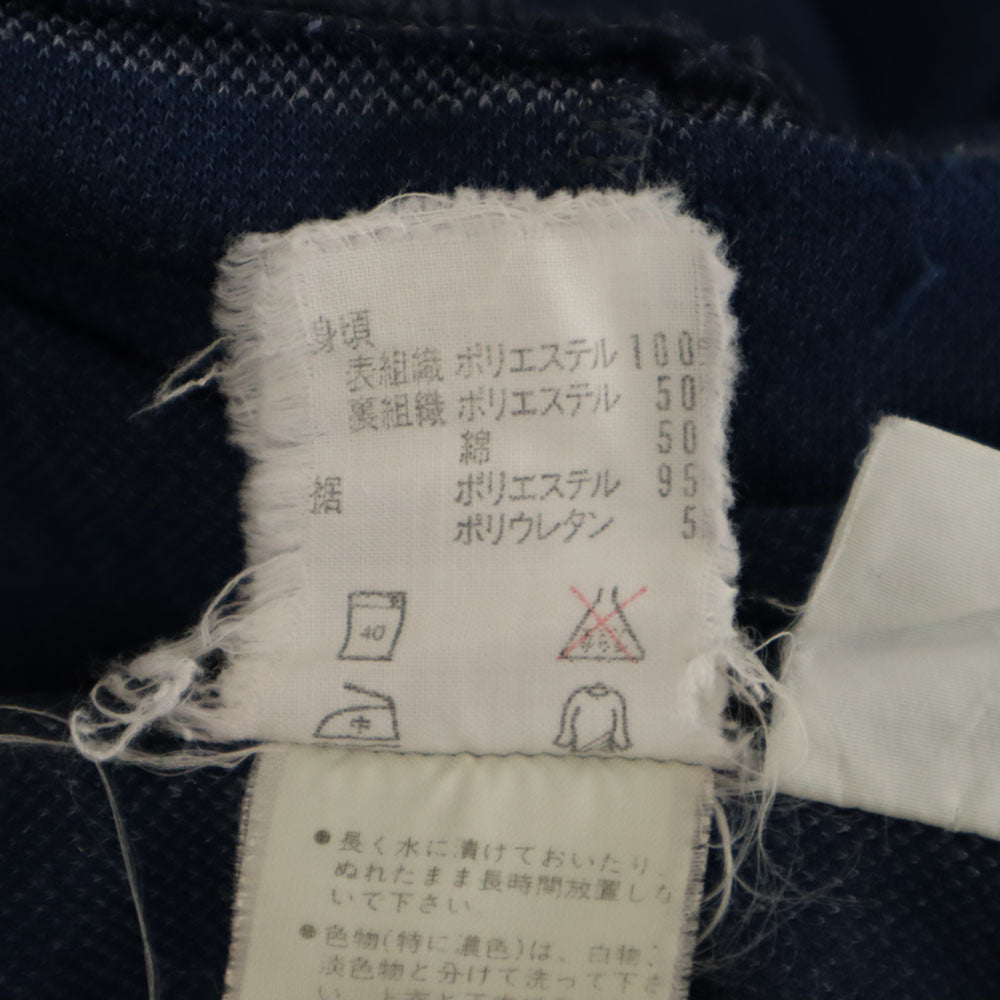 身頃
表組織 ポリエステル 100
裏組織 ポリエステル 50
綿 50
裾 ポリエステル 95
ポリウレタン 5
40
中
●長く水に漬けておいたり、
ぬれたまま長時間放置しな
いで下さい。
●色物(特に濃色)は、白物、
淡色物と分けて洗って下さ